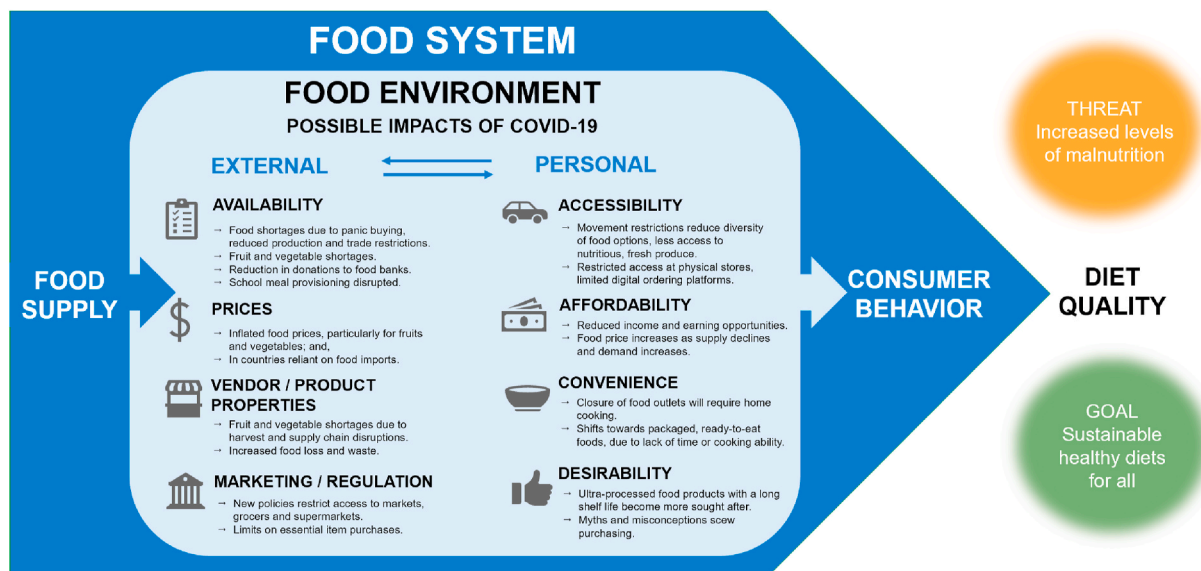 FOOD SYSTEM
FOOD ENVIRONMENT
POSSIBLE IMPACTS OF COVID-19
FOOD
SUPPLY
EXTERNAL
AVAILABILITY
→ Food shortages due to panic buying,
reduced production and trade restrictions.
→ Fruit and vegetable shortages.
→ Reduction in donations to food banks.
→ School meal provisioning disrupted.
$
PRICES
→ Inflated food prices, particularly for fruits
and vegetables; and,
→ In countries reliant on food imports.
VENDOR / PRODUCT
PROPERTIES
→ Fruit and vegetable shortages due to
harvest and supply chain disruptions.
→ Increased food loss and waste.
MARKETING / REGULATION
→ New policies restrict access to markets,
grocers and supermarkets.
→ Limits on essential item purchases.
PERSONAL
ACCESSIBILITY
→ Movement restrictions reduce diversity
of food options, less access to
nutritious, fresh produce.
→ Restricted access at physical stores,
limited digital ordering platforms.
AFFORDABILITY
→ Reduced income and earning opportunities.
→ Food price increases as supply declines
and demand increases.
CONVENIENCE
→ Closure of food outlets will require home
cooking.
→ Shifts towards packaged, ready-to-eat
foods, due to lack of time or cooking ability.
DESIRABILITY
→ Ultra-processed food products with a long
shelf life become more sought after.
→ Myths and misconceptions scew
purchasing.
CONSUMER
BEHAVIOR
THREAT
Increased levels
of malnutrition
DIET
QUALITY
GOAL
Sustainable
healthy diets
for all